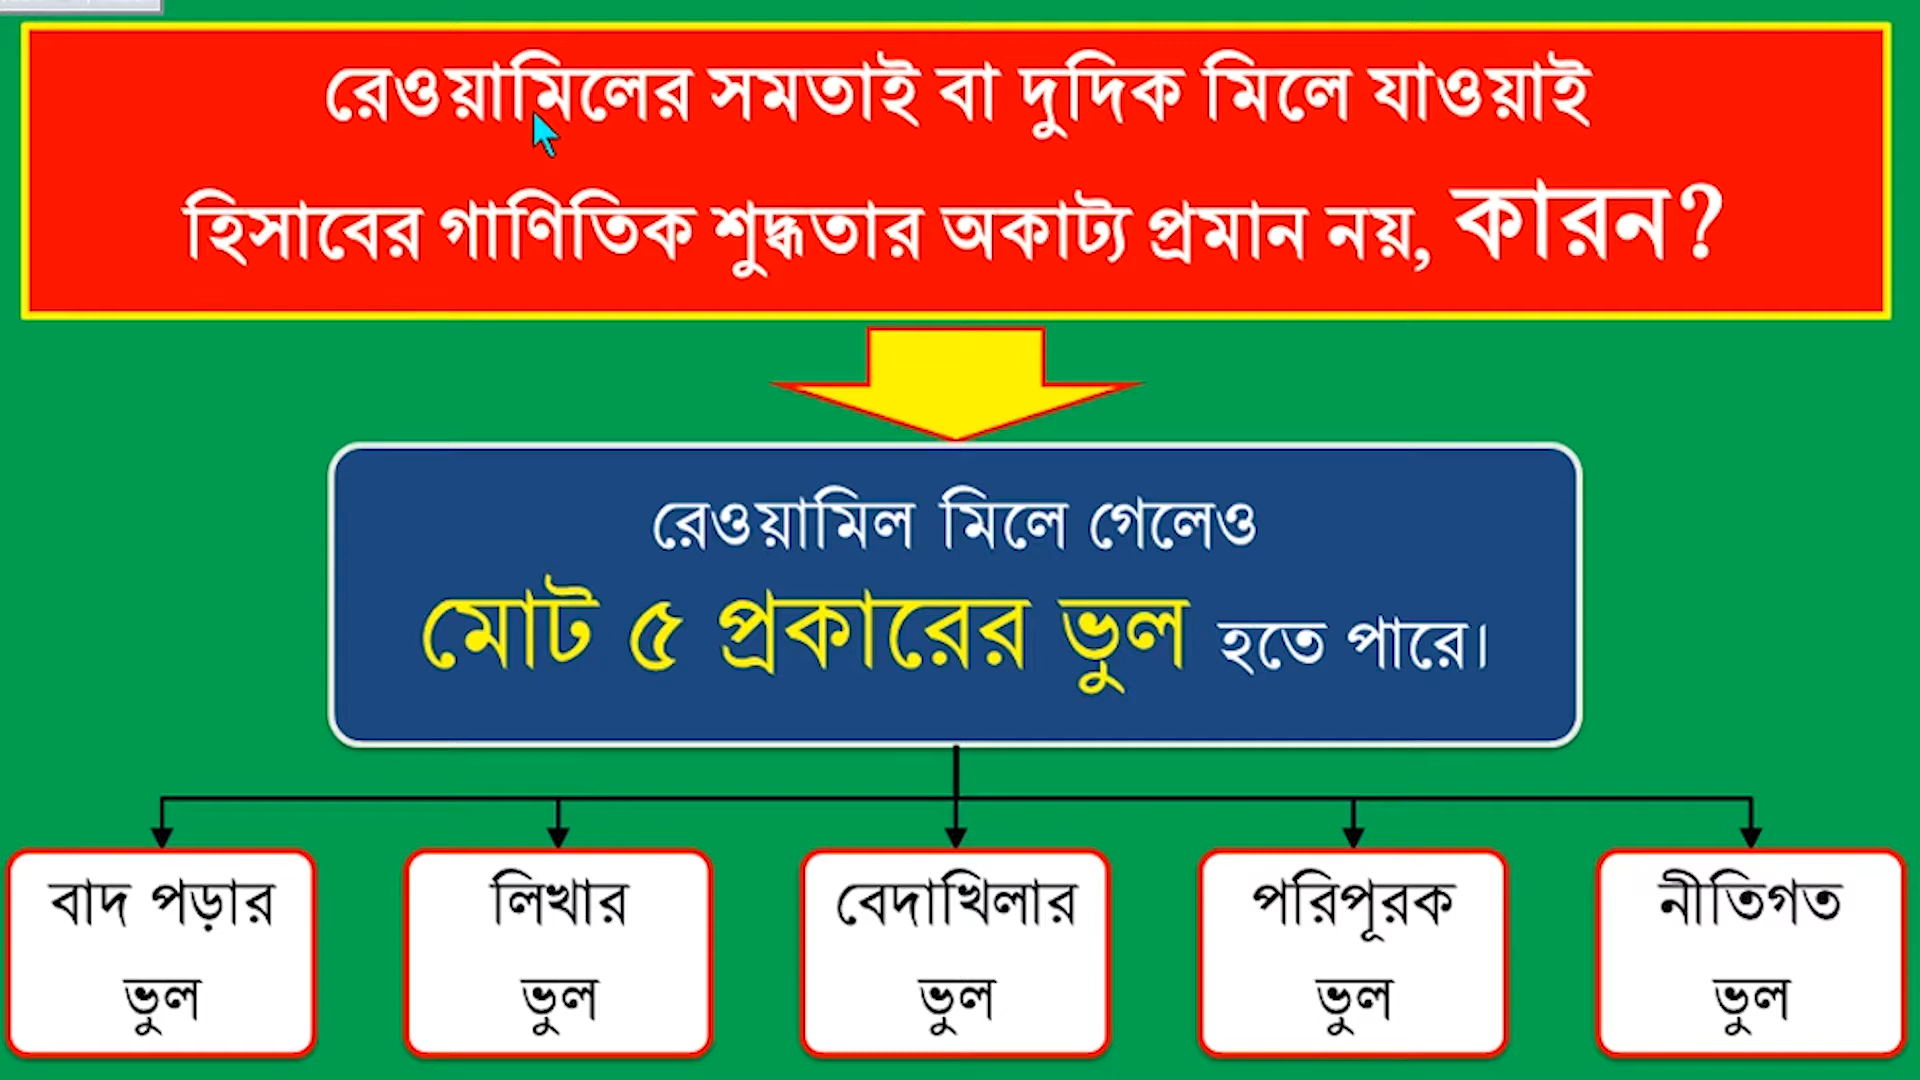 রেওয়ামিলের সমতাই বা দুদিক মিলে যাওয়াই
হিসাবের গাণিতিক শুদ্ধতার অকাট্য প্রমান নয়, কারন?
রেওয়ামিল মিলে গেলেও
মোট ৫ প্রকারের ভুল হতে পারে।
বাদ পড়ার
ভুল
লিখার
ভুল
বেদাখিলার
ভুল
পরিপূরক
ভুল
নীতিগত
ভুল